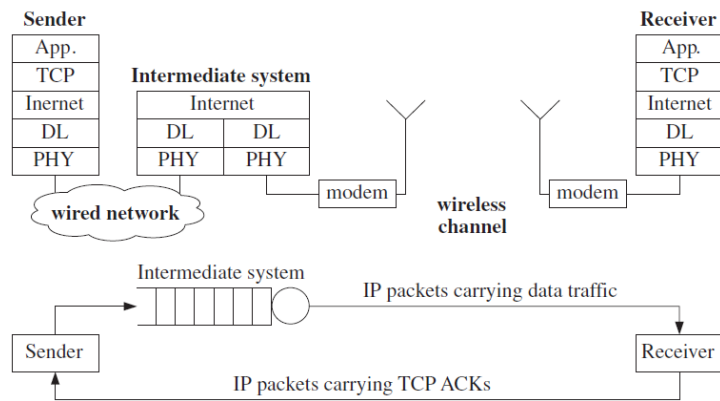 Sender
App.
TCP
Inernet
DL
PHY
Intermediate system
Internet
DL DL
PHY PHY
wired network
modem
wireless
channel
modem
Receiver
App.
TCP
Internet
DL
PHY
Intermediate system
IP packets carrying data traffic
Sender
Receiver
IP packets carrying TCP ACKs